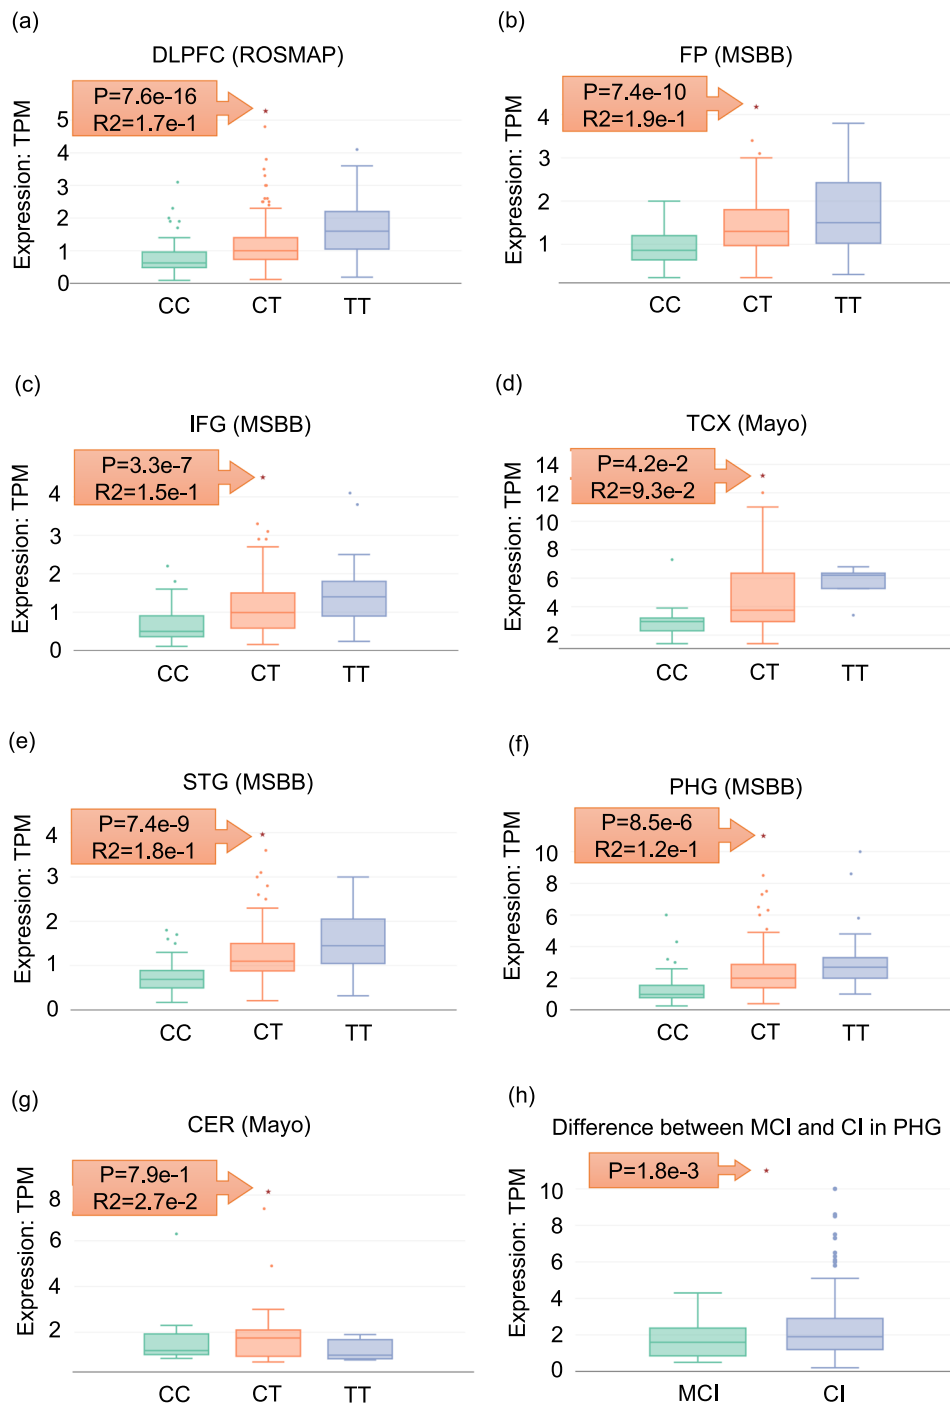 (a)
DLPFC (ROSMAP)
P=7.6e-16
R2=1.7e-1
Expression: TPM
5
4
3
2
1
0
CC CT TT
(b)
FP (MSBB)
P=7.4e-10
R2=1.9e-1
Expression: TPM
4
3
2
1
CC CT TT
(c)
IFG (MSBB)
P=3.3e-7
R2=1.5e-1
Expression: TPM
4
3
2
1
0
CC CT TT
(d)
TCX (Mayo)
P=4.2e-2
R2=9.3e-2
Expression: TPM
14
12
10
8
6
4
2
CC CT TT
(e)
STG (MSBB)
P=7.4e-9
R2=1.8e-1
Expression: TPM
4
3
2
1
0
CC CT TT
(f)
PHG (MSBB)
P=8.5e-6
R2=1.2e-1
Expression: TPM
10
8
6
4
2
0
CC CT TT
(g)
CER (Mayo)
P=7.9e-1
R2=2.7e-2
Expression: TPM
8
6
4
2
CC CT TT
(h)
Difference between MCI and CI in PHG
P=1.8e-3
Expression: TPM
10
8
6
4
2
0
MCI CI